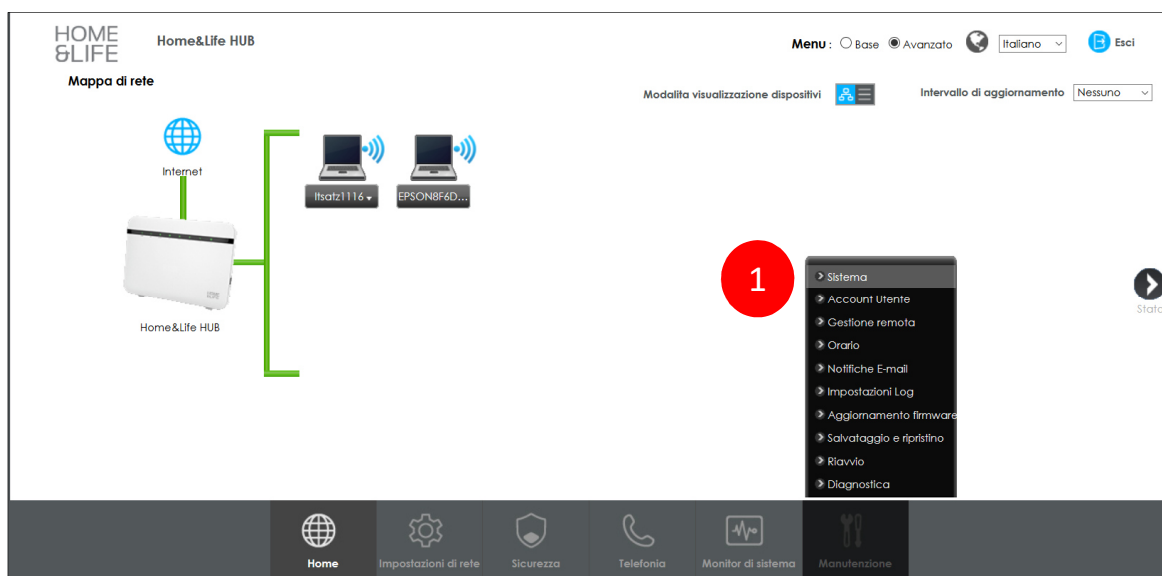 HOME
&LIFE
Home&Life HUB
Menu : Base Avanzato Italiano Esci
Mappa di rete
Modalita visualizzazione dispositivi
Intervallo di aggiornamento Nessuno
Internet
ltsatz1116
EPSON8F6D...
Home&Life HUB
1
Sistema
Account Utente
Gestione remota
Orario
Notifiche E-mail
Impostazioni Log
Aggiornamento firmware
Salvataggio e ripristino
Riavvio
Diagnostica
Stato
Home
Impostazioni di rete
Sicurezza
Telefonia
Monitor di sistema
Manutenzione